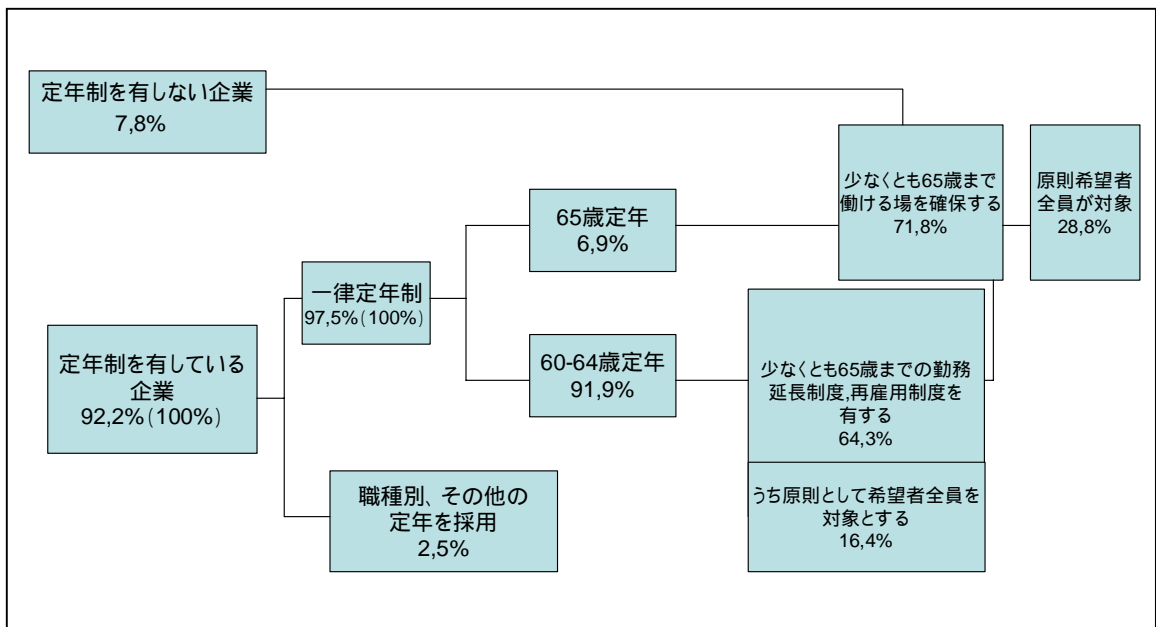 定年制を有しない企業
7,8%
定年制を有している
企業
92,2%(100%)
一律定年制
97,5%(100%)
職種別、その他の
定年を採用
2,5%
65歳定年
6,9%
60-64歳定年
91,9%
少なくとも65歳まで
働ける場を確保する
71,8%
原則希望者
全員が対象
28,8%
少なくとも65歳までの勤務
延長制度,再雇用制度を
有する
64,3%
うち原則として希望者全員を
対象とする
16,4%